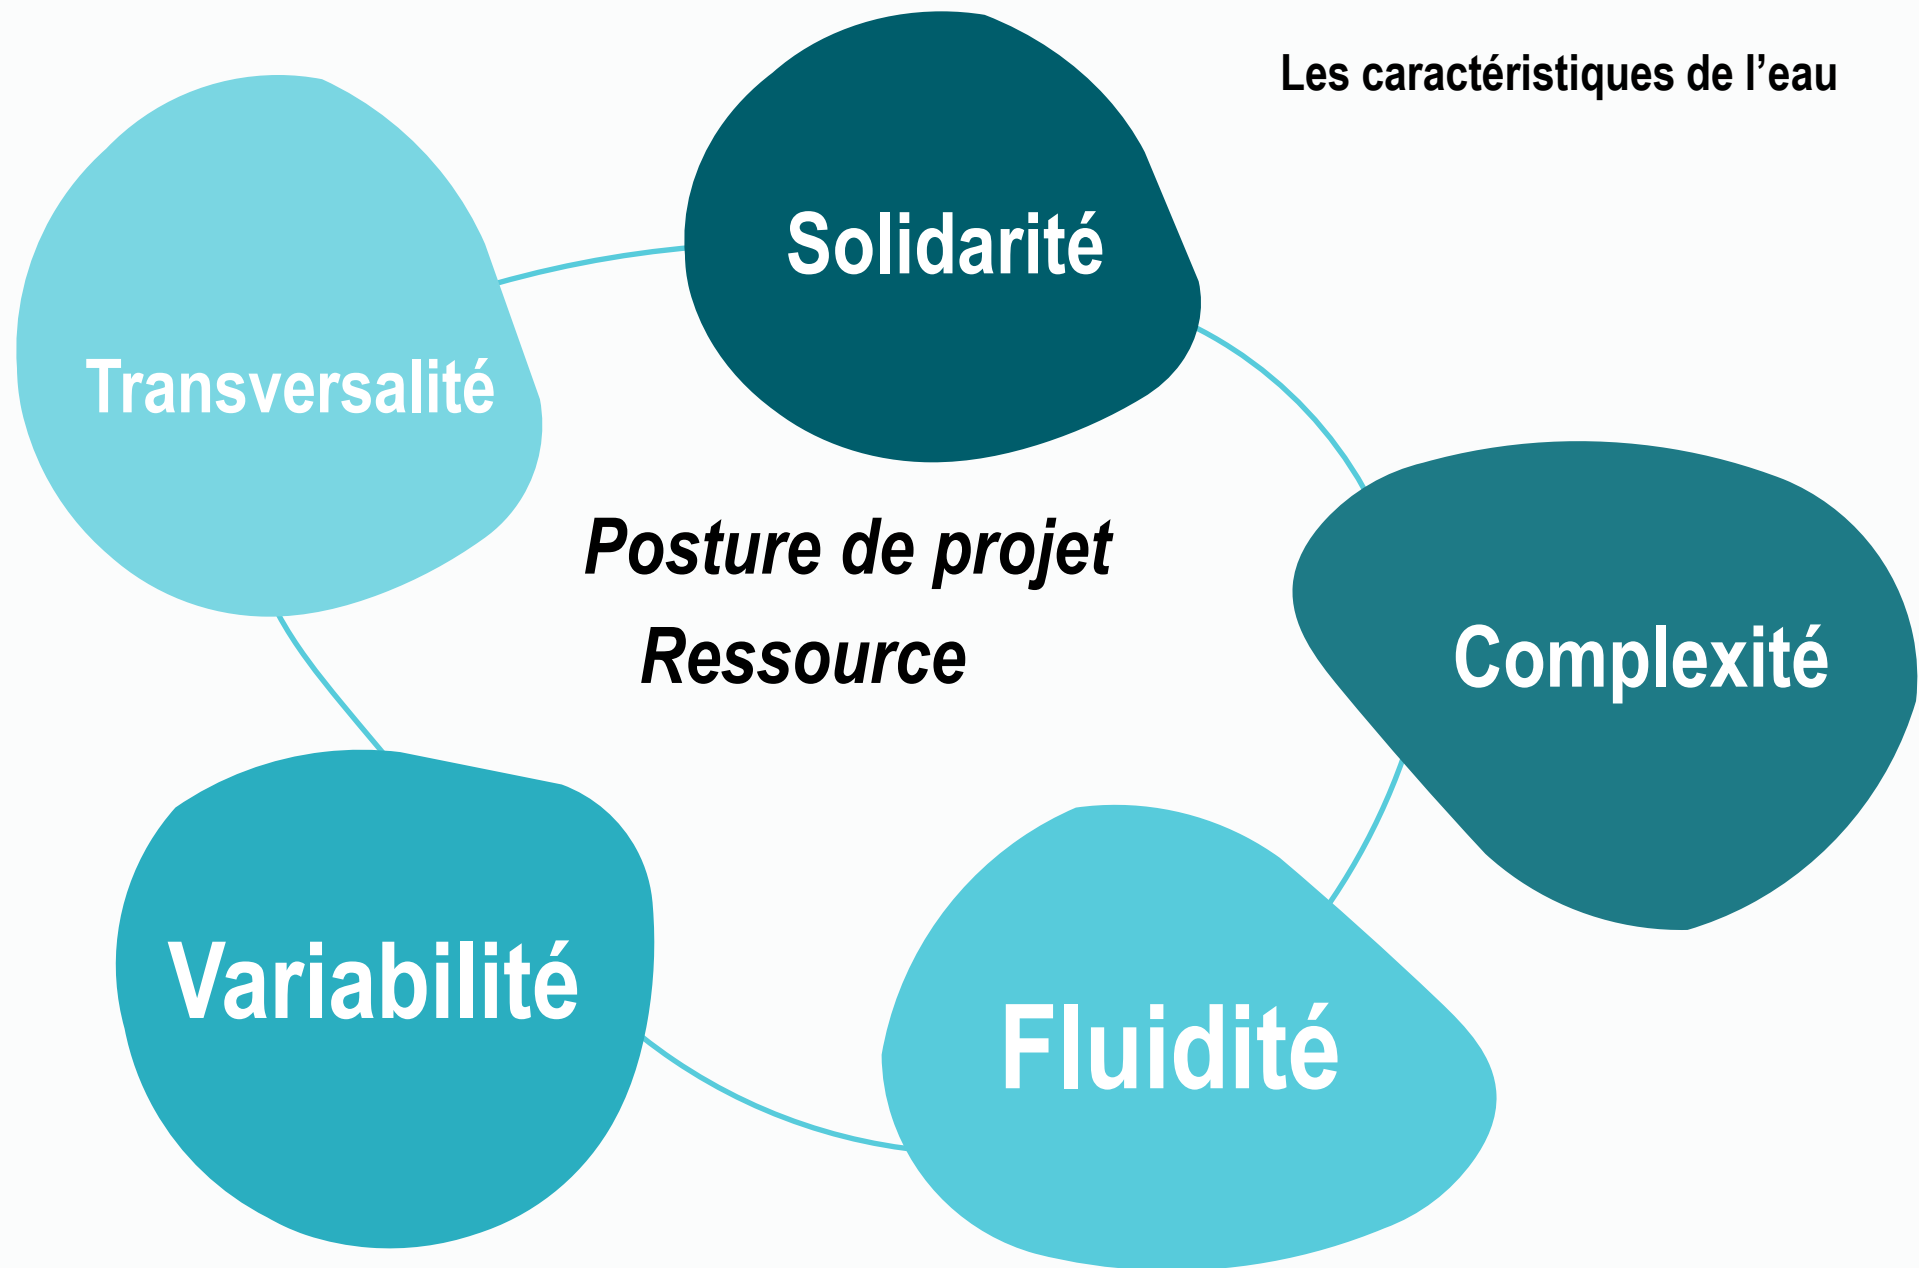 Les caractéristiques de l’eau
Solidarité
Transversalité
Posture de projet
Ressource
Complexité
Variabilité
Fluidité